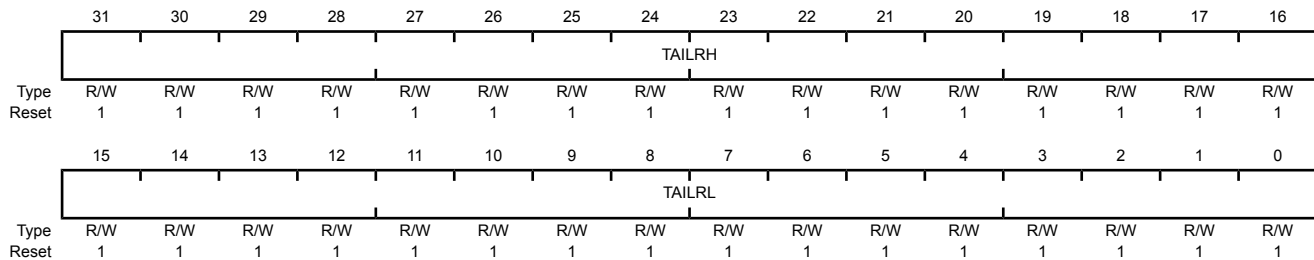 31 30 29 28 27 26 25 24 23 22 21 20 19 18 17 16
TAILRH
Type R/W R/W R/W R/W R/W R/W R/W R/W R/W R/W R/W R/W R/W R/W R/W R/W
Reset 1 1 1 1 1 1 1 1 1 1 1 1 1 1 1 1
15 14 13 12 11 10 9 8 7 6 5 4 3 2 1 0
TAILRL
Type R/W R/W R/W R/W R/W R/W R/W R/W R/W R/W R/W R/W R/W R/W R/W R/W
Reset 1 1 1 1 1 1 1 1 1 1 1 1 1 1 1 1